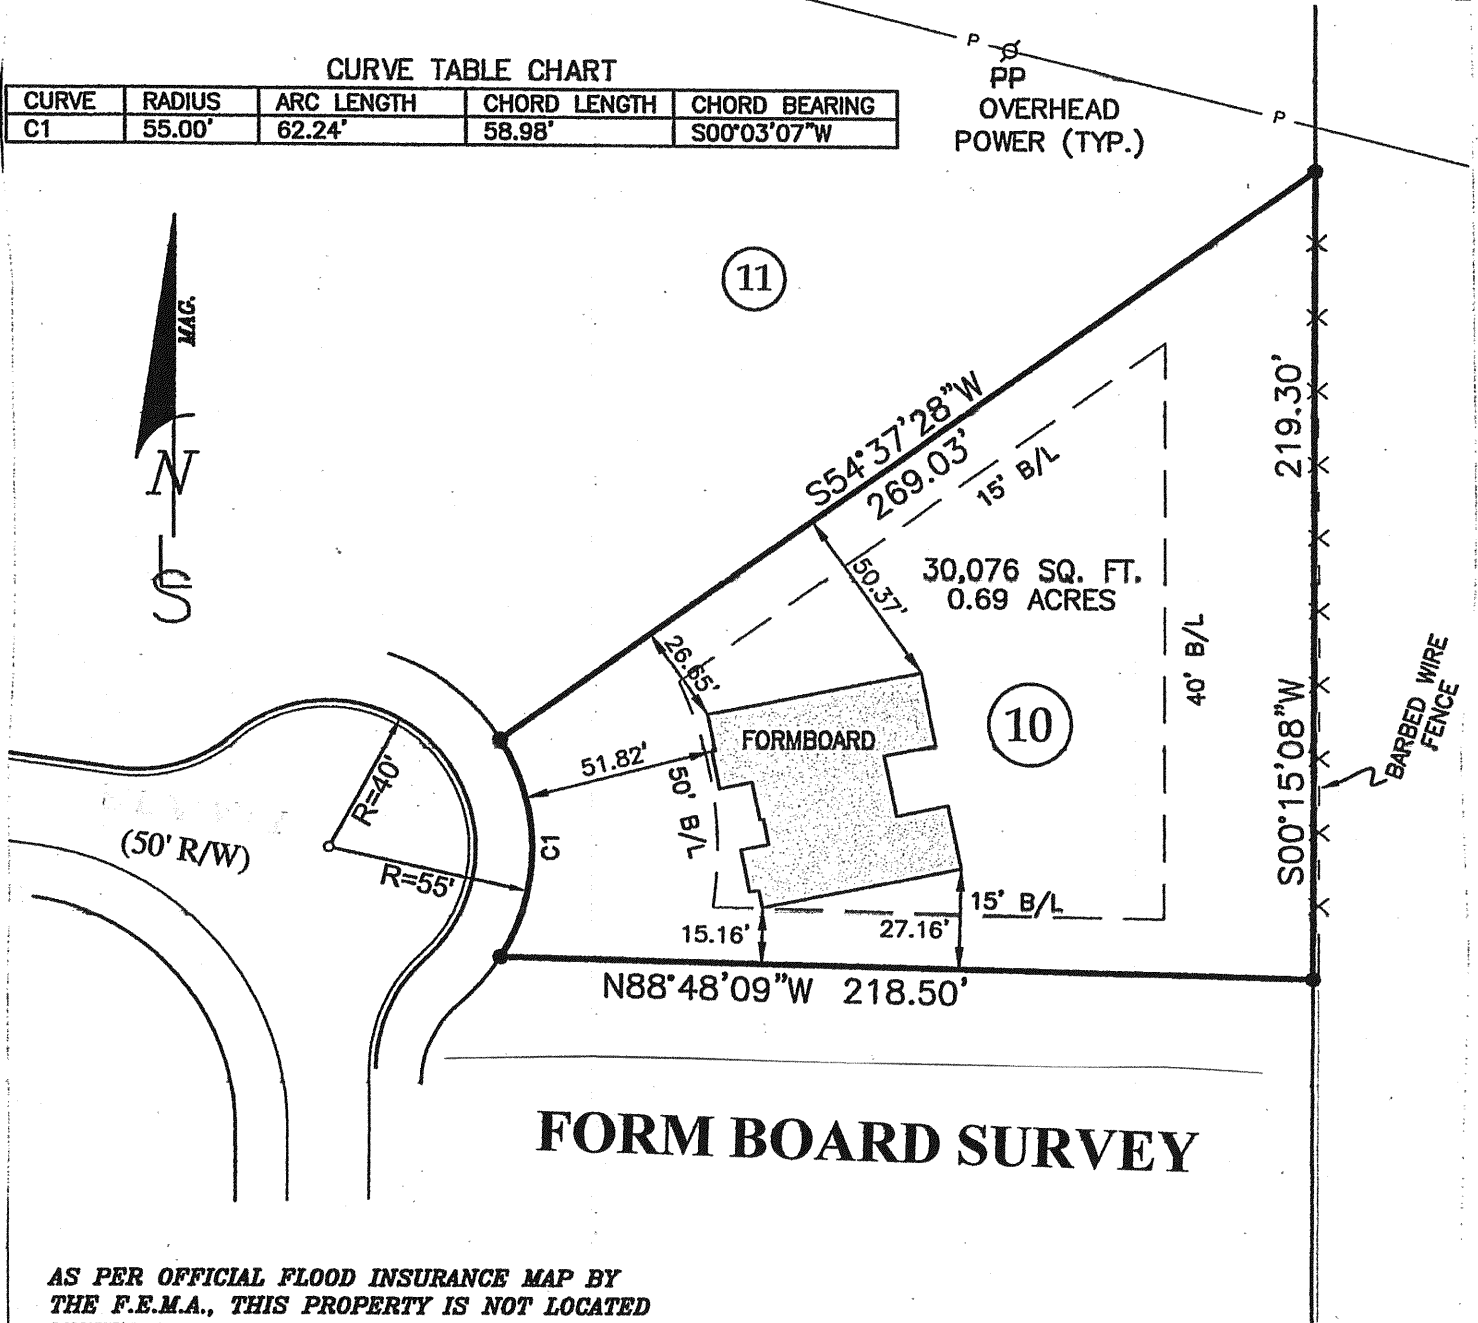 CURVE TABLE CHART
CURVE RADIUS ARC LENGTH CHORD LENGTH CHORD BEARING
C1 55.00' 62.24' 58.98' S00°03'07"W
P
PP
OVERHEAD
POWER (TYP.)
P
MAG.
N
S
11
S54°37'28"W
269.03'
15' B/L
219.30'
50.37'
30,076 SQ. FT.
0.69 ACRES
26.65'
40' B/L
BARBED WIRE
FENCE
S00°15'08"W
10
FORMBOARD
51.82'
50' B/L
R=40'
(50' R/W)
R=55'
C1
15' B/L
15.16'
27.16'
N88°48'09"W 218.50'
FORM BOARD SURVEY
AS PER OFFICIAL FLOOD INSURANCE MAP BY
THE F.E.M.A., THIS PROPERTY IS NOT LOCATED